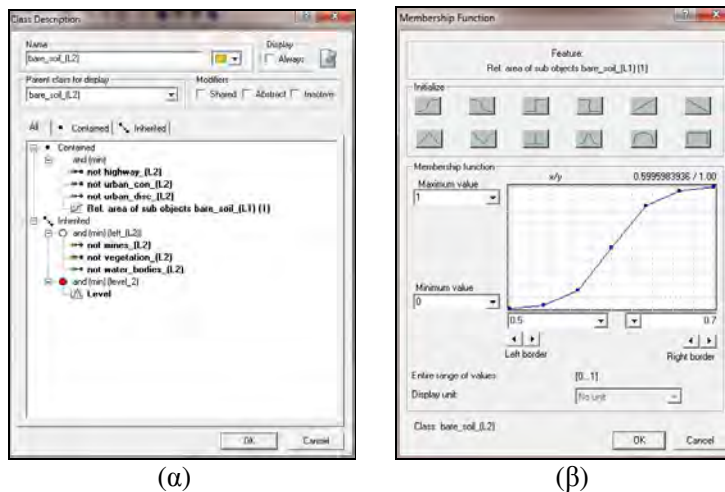 Class Description
Name
bare_soil_(L2)
Display
Always
Parent class for display
bare_soil_(L2)
Modifiers
Shared Abstract Inactive
All Contained Inherited
Contained
and (min)
not highway_(L2)
not urban_con_(L2)
not urban_disc_(L2)
Rel. area of sub objects bare_soil_(L1) (1)
Inherited
and (min) (left_(L2))
not mines_(L2)
not vegetation_(L2)
not water_bodies_(L2)
and (min) (level_2)
Level
OK Cancel
(α)
Membership Function
Feature:
Rel. area of sub objects bare_soil_(L1) (1)
Initialize
Membership function
Maximum value x/y 0.5995983936 / 1.00
1
Minimum value
0
0.5 0.7
Left border Right border
Entire range of values: [0...1]
Display unit: No unit
Class: bare_soil_(L2)
OK Cancel
(β)